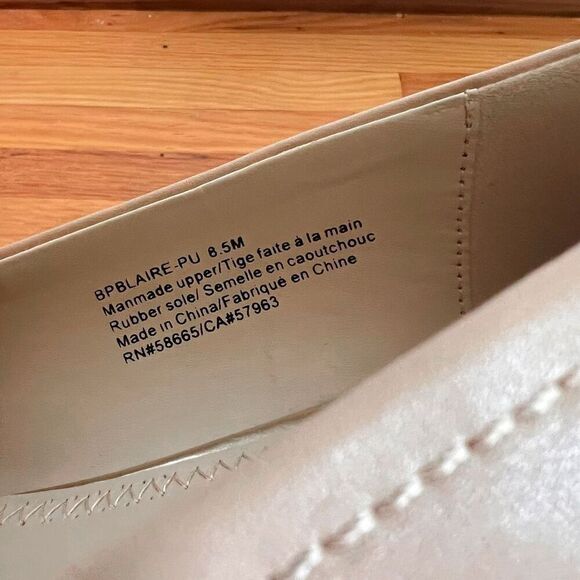 BPBLAIRE-PU 8.5M
Manmade upper/Tige faite à la main
Rubber sole/ Semelle en caoutchouc
Made in China/Fabriqué en Chine
RN#58665/CA#57963